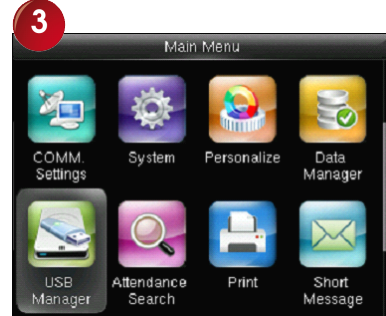 3
Main Menu
COMM.
Settings
System
Personalize
Data
Manager
USB
Manager
Attendance
Search
Print
Short
Message